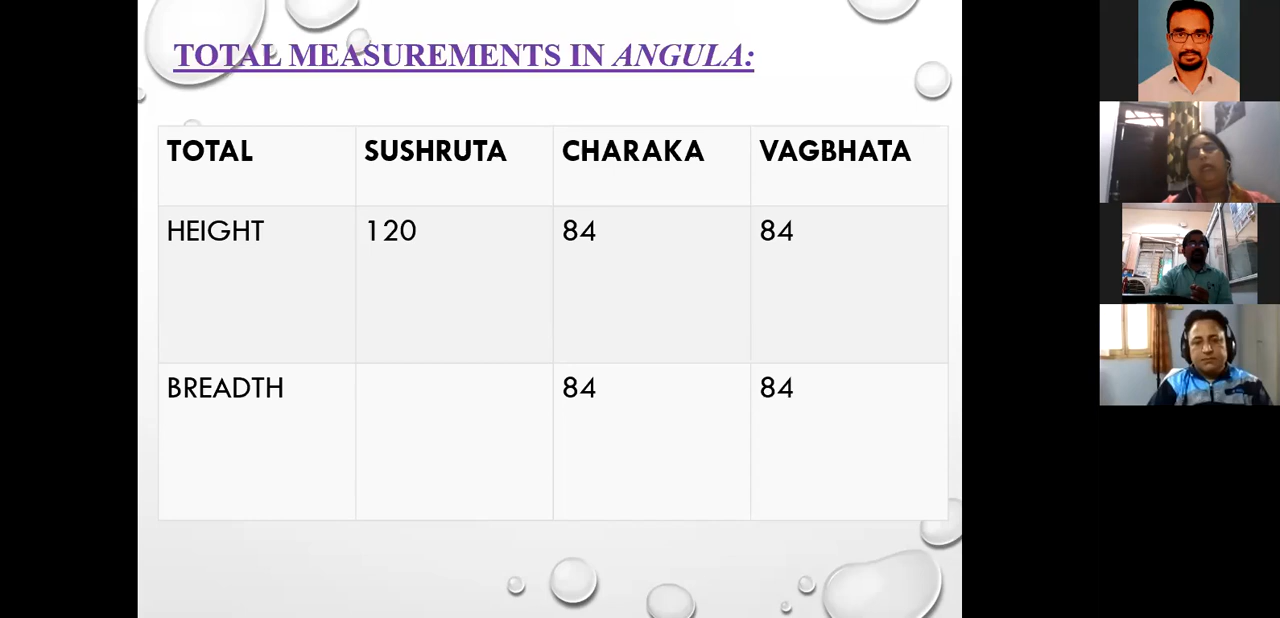 TOTAL MEASUREMENTS IN ANGULA:
TOTAL SUSHRUTA CHARAKA VAGBHATA
HEIGHT 120 84 84
BREADTH 84 84